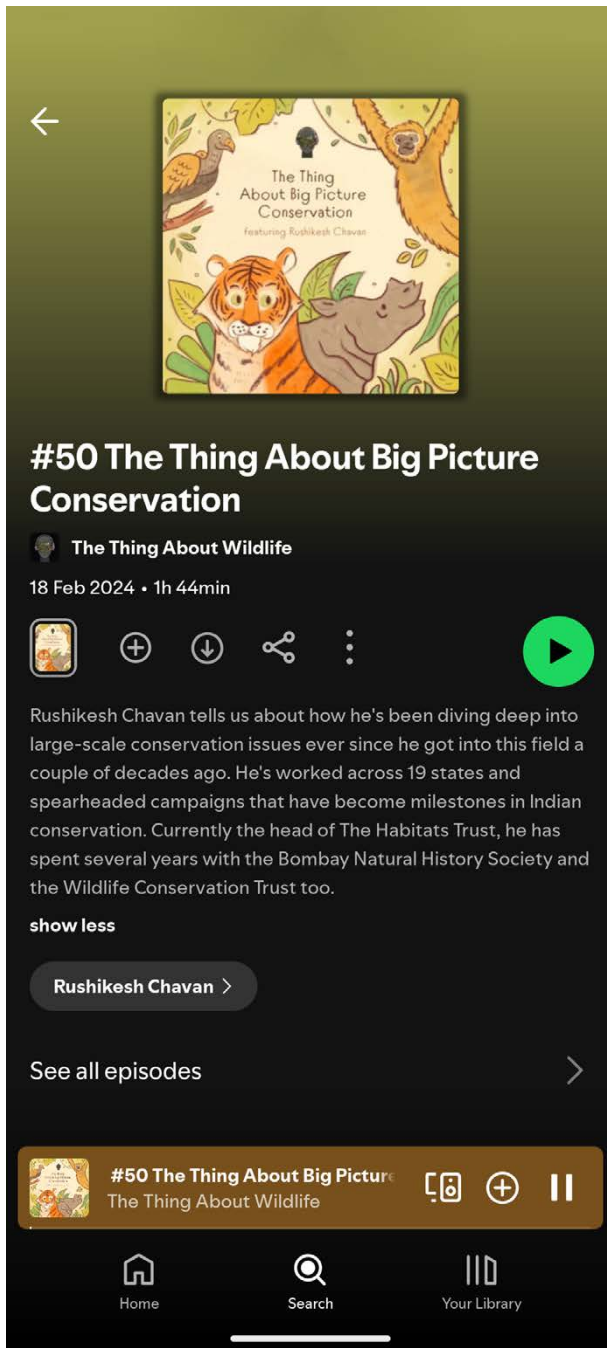 The Thing
About Big Picture
Conservation
featuring Rushikesh Chavan
#50 The Thing About Big Picture
Conservation
The Thing About Wildlife
18 Feb 2024 • 1h 44min
Rushikesh Chavan tells us about how he's been diving deep into
large-scale conservation issues ever since he got into this field a
couple of decades ago. He's worked across 19 states and
spearheaded campaigns that have become milestones in Indian
conservation. Currently the head of The Habitats Trust, he has
spent several years with the Bombay Natural History Society and
the Wildlife Conservation Trust too.
show less
Rushikesh Chavan
See all episodes
#50 The Thing About Big Picture
The Thing About Wildlife
Home
Search
Your Library